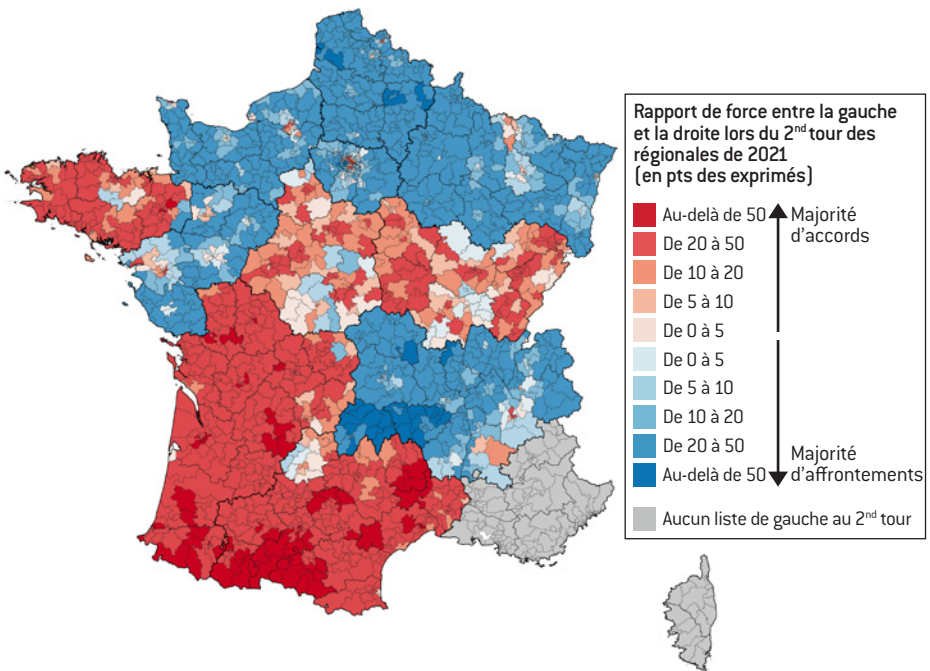 Rapport de force entre la gauche
et la droite lors du 2nd tour des
régionales de 2021
(en pts des exprimés)
Au-delà de 50
De 20 à 50
De 10 à 20
De 5 à 10
De 0 à 5
De 0 à 5
De 5 à 10
De 10 à 20
De 20 à 50
Au-delà de 50
Majorité
d'accords
Majorité
d'affrontements
Aucun liste de gauche au 2nd tour